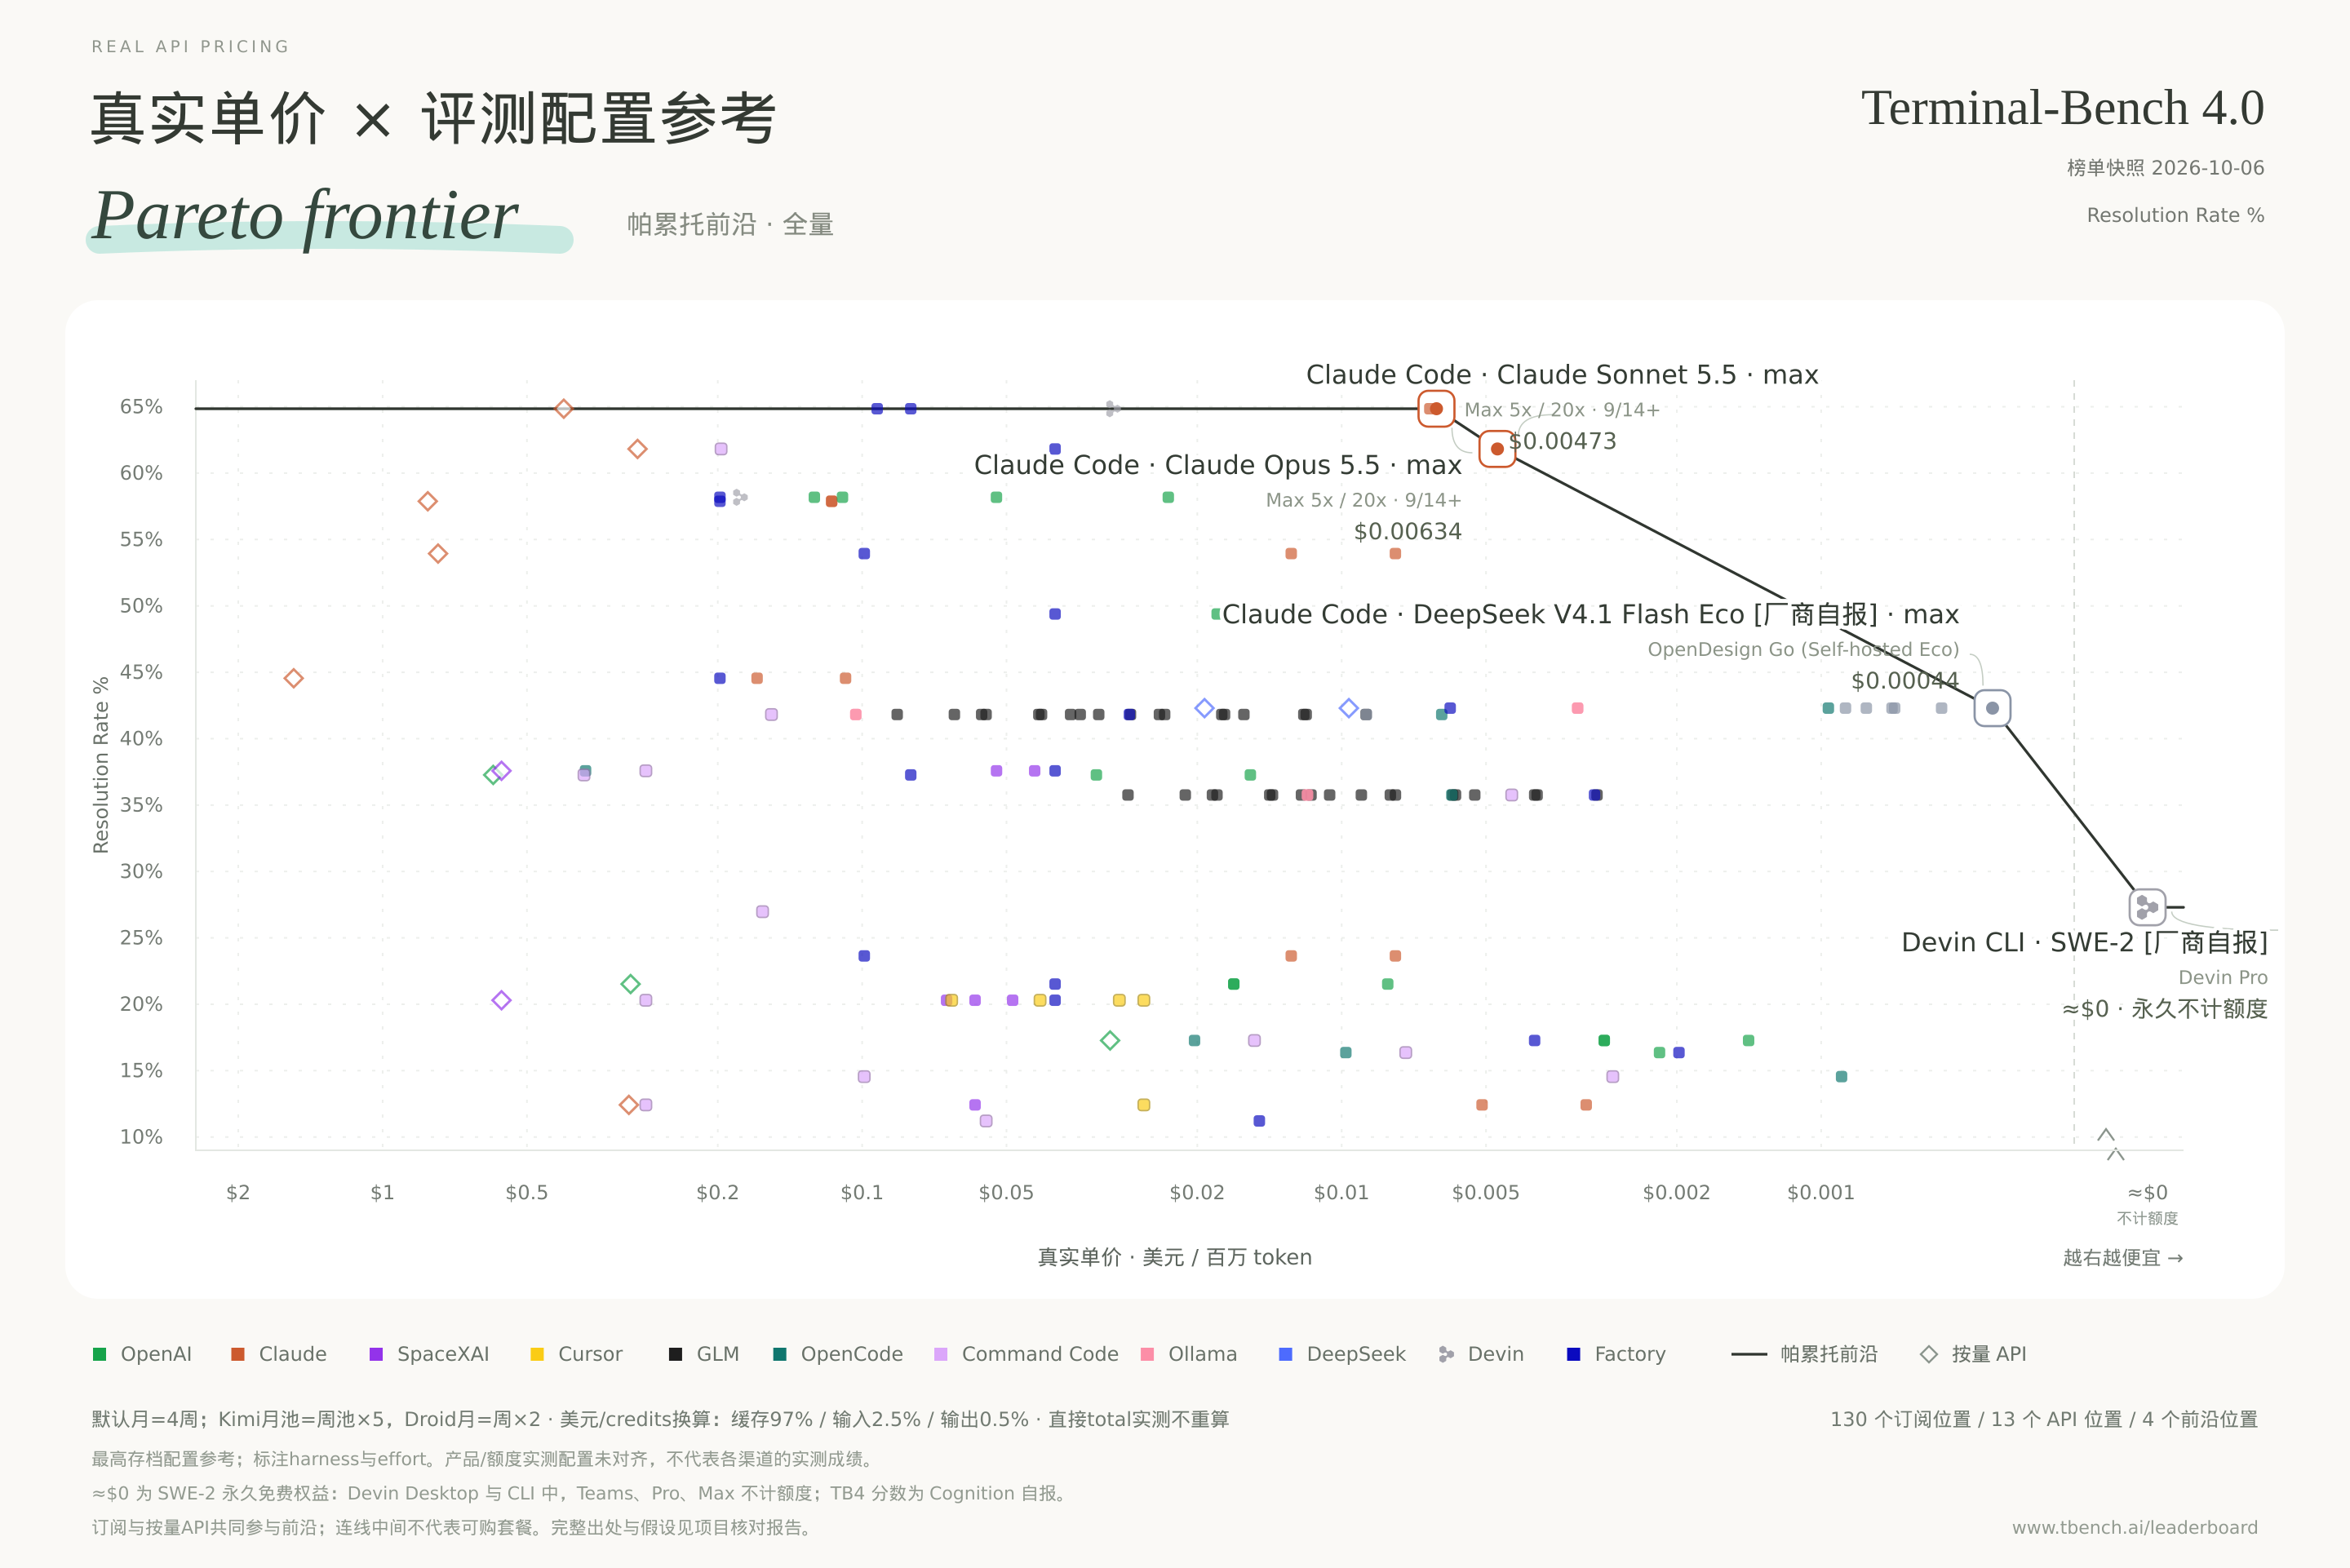 REAL API PRICING
真实单价 × 评测配置参考
Pareto frontier
帕累托前沿 · 全量
Terminal-Bench 4.0
榜单快照 2026-10-06
Resolution Rate %
Claude Code · Claude Sonnet 5.5 · max
Max 5x / 20x · 9/14+
$0.00473
Claude Code · Claude Opus 5.5 · max
Max 5x / 20x · 9/14+
$0.00634
Claude Code · DeepSeek V4.1 Flash Eco [厂商自报] · max
OpenDesign Go (Self-hosted Eco)
$0.00044
Devin CLI · SWE-2 [厂商自报]
Devin Pro
≈$0 · 永久不计额度
Resolution Rate %
65%
60%
55%
50%
45%
40%
35%
30%
25%
20%
15%
10%
$2 $1 $0.5 $0.2 $0.1 $0.05 $0.02 $0.01 $0.005 $0.002 $0.001 ≈$0
不计额度
真实单价 · 美元 / 百万 token
越右越便宜 →
OpenAI Claude SpaceXAI Cursor GLM OpenCode Command Code Ollama DeepSeek Devin Factory 帕累托前沿 按量 API
默认月=4周；Kimi月池=周池×5，Droid月=周×2 · 美元/credits换算：缓存97% / 输入2.5% / 输出0.5% · 直接total实测不重算
130 个订阅位置 / 13 个 API 位置 / 4 个前沿位置
最高存档配置参考；标注harness与effort。产品/额度实测配置未对齐，不代表各渠道的实测成绩。
≈$0 为 SWE-2 永久免费权益：Devin Desktop 与 CLI 中，Teams、Pro、Max 不计额度；TB4 分数为 Cognition 自报。
订阅与按量API共同参与前沿；连线中间不代表可购套餐。完整出处与假设见项目核对报告。
www.tbench.ai/leaderboard